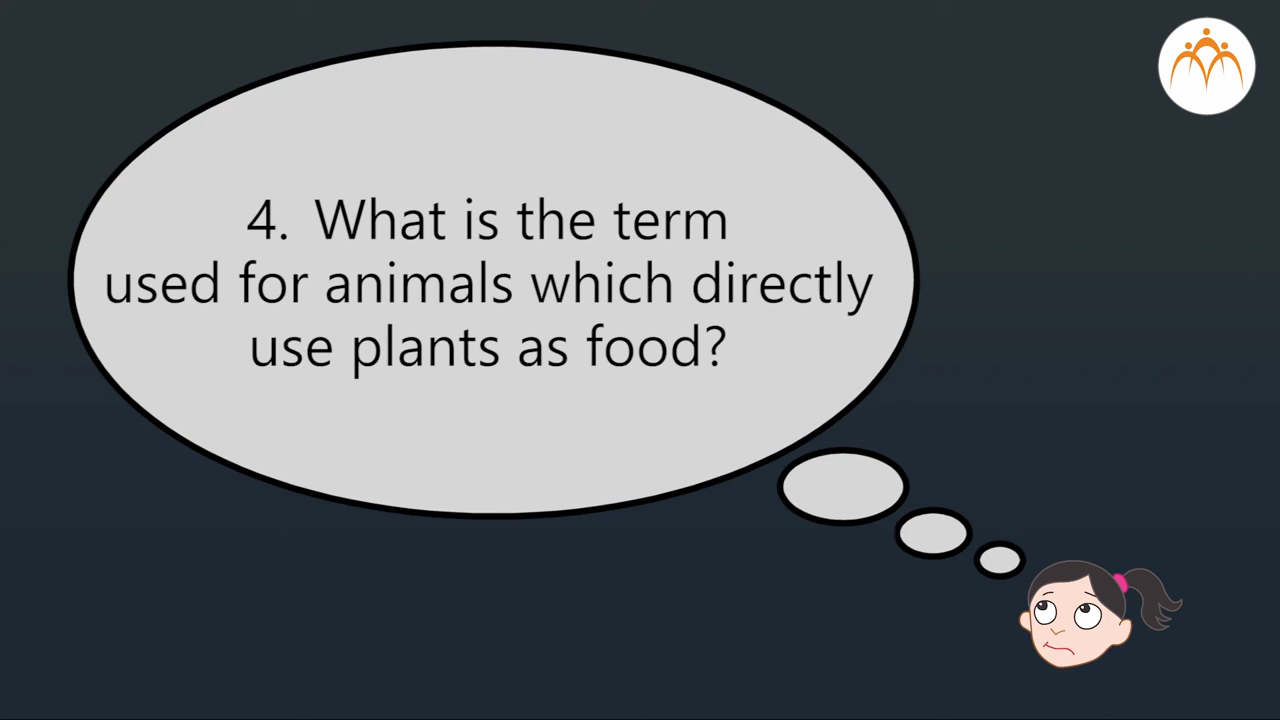 4. What is the term
used for animals which directly
use plants as food?